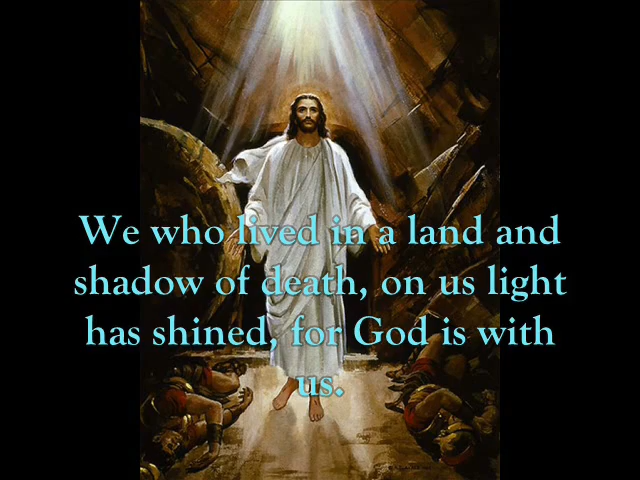 We who lived in a land and
shadow of death, on us light
has shined, for God is with
us.